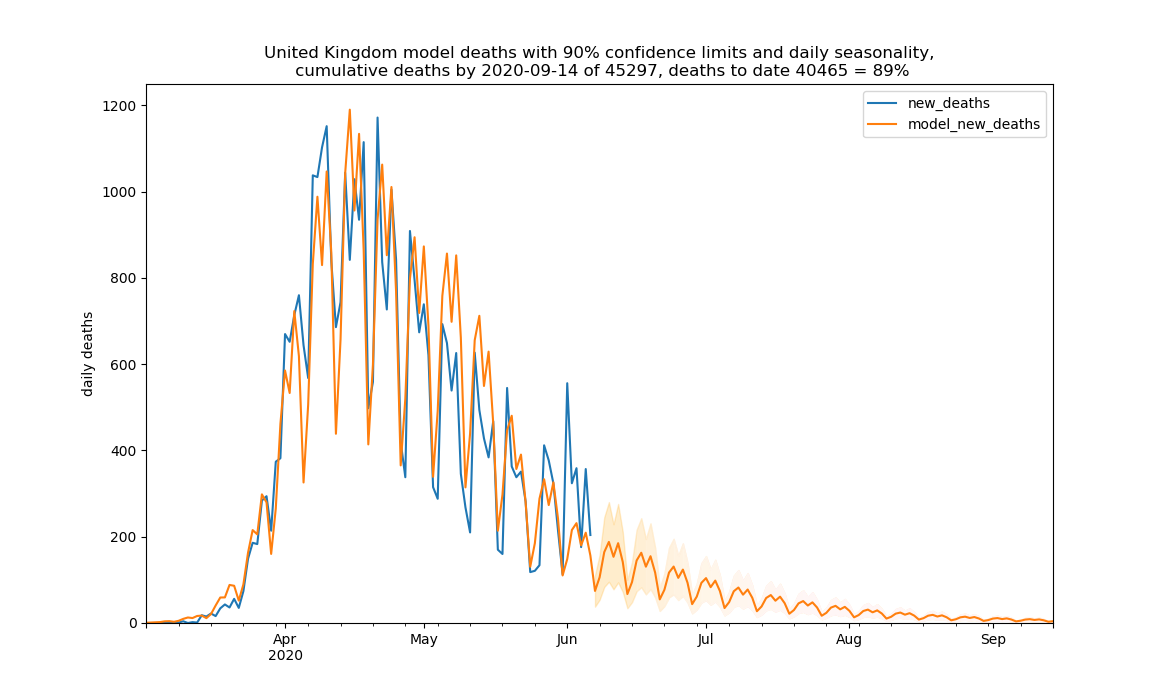 United Kingdom model deaths with 90% confidence limits and daily seasonality,
cumulative deaths by 2020-09-14 of 45297, deaths to date 40465 = 89%
new_deaths
model_new_deaths
daily deaths
1200
1000
800
600
400
200
0
Apr
2020
May
Jun
Jul
Aug
Sep